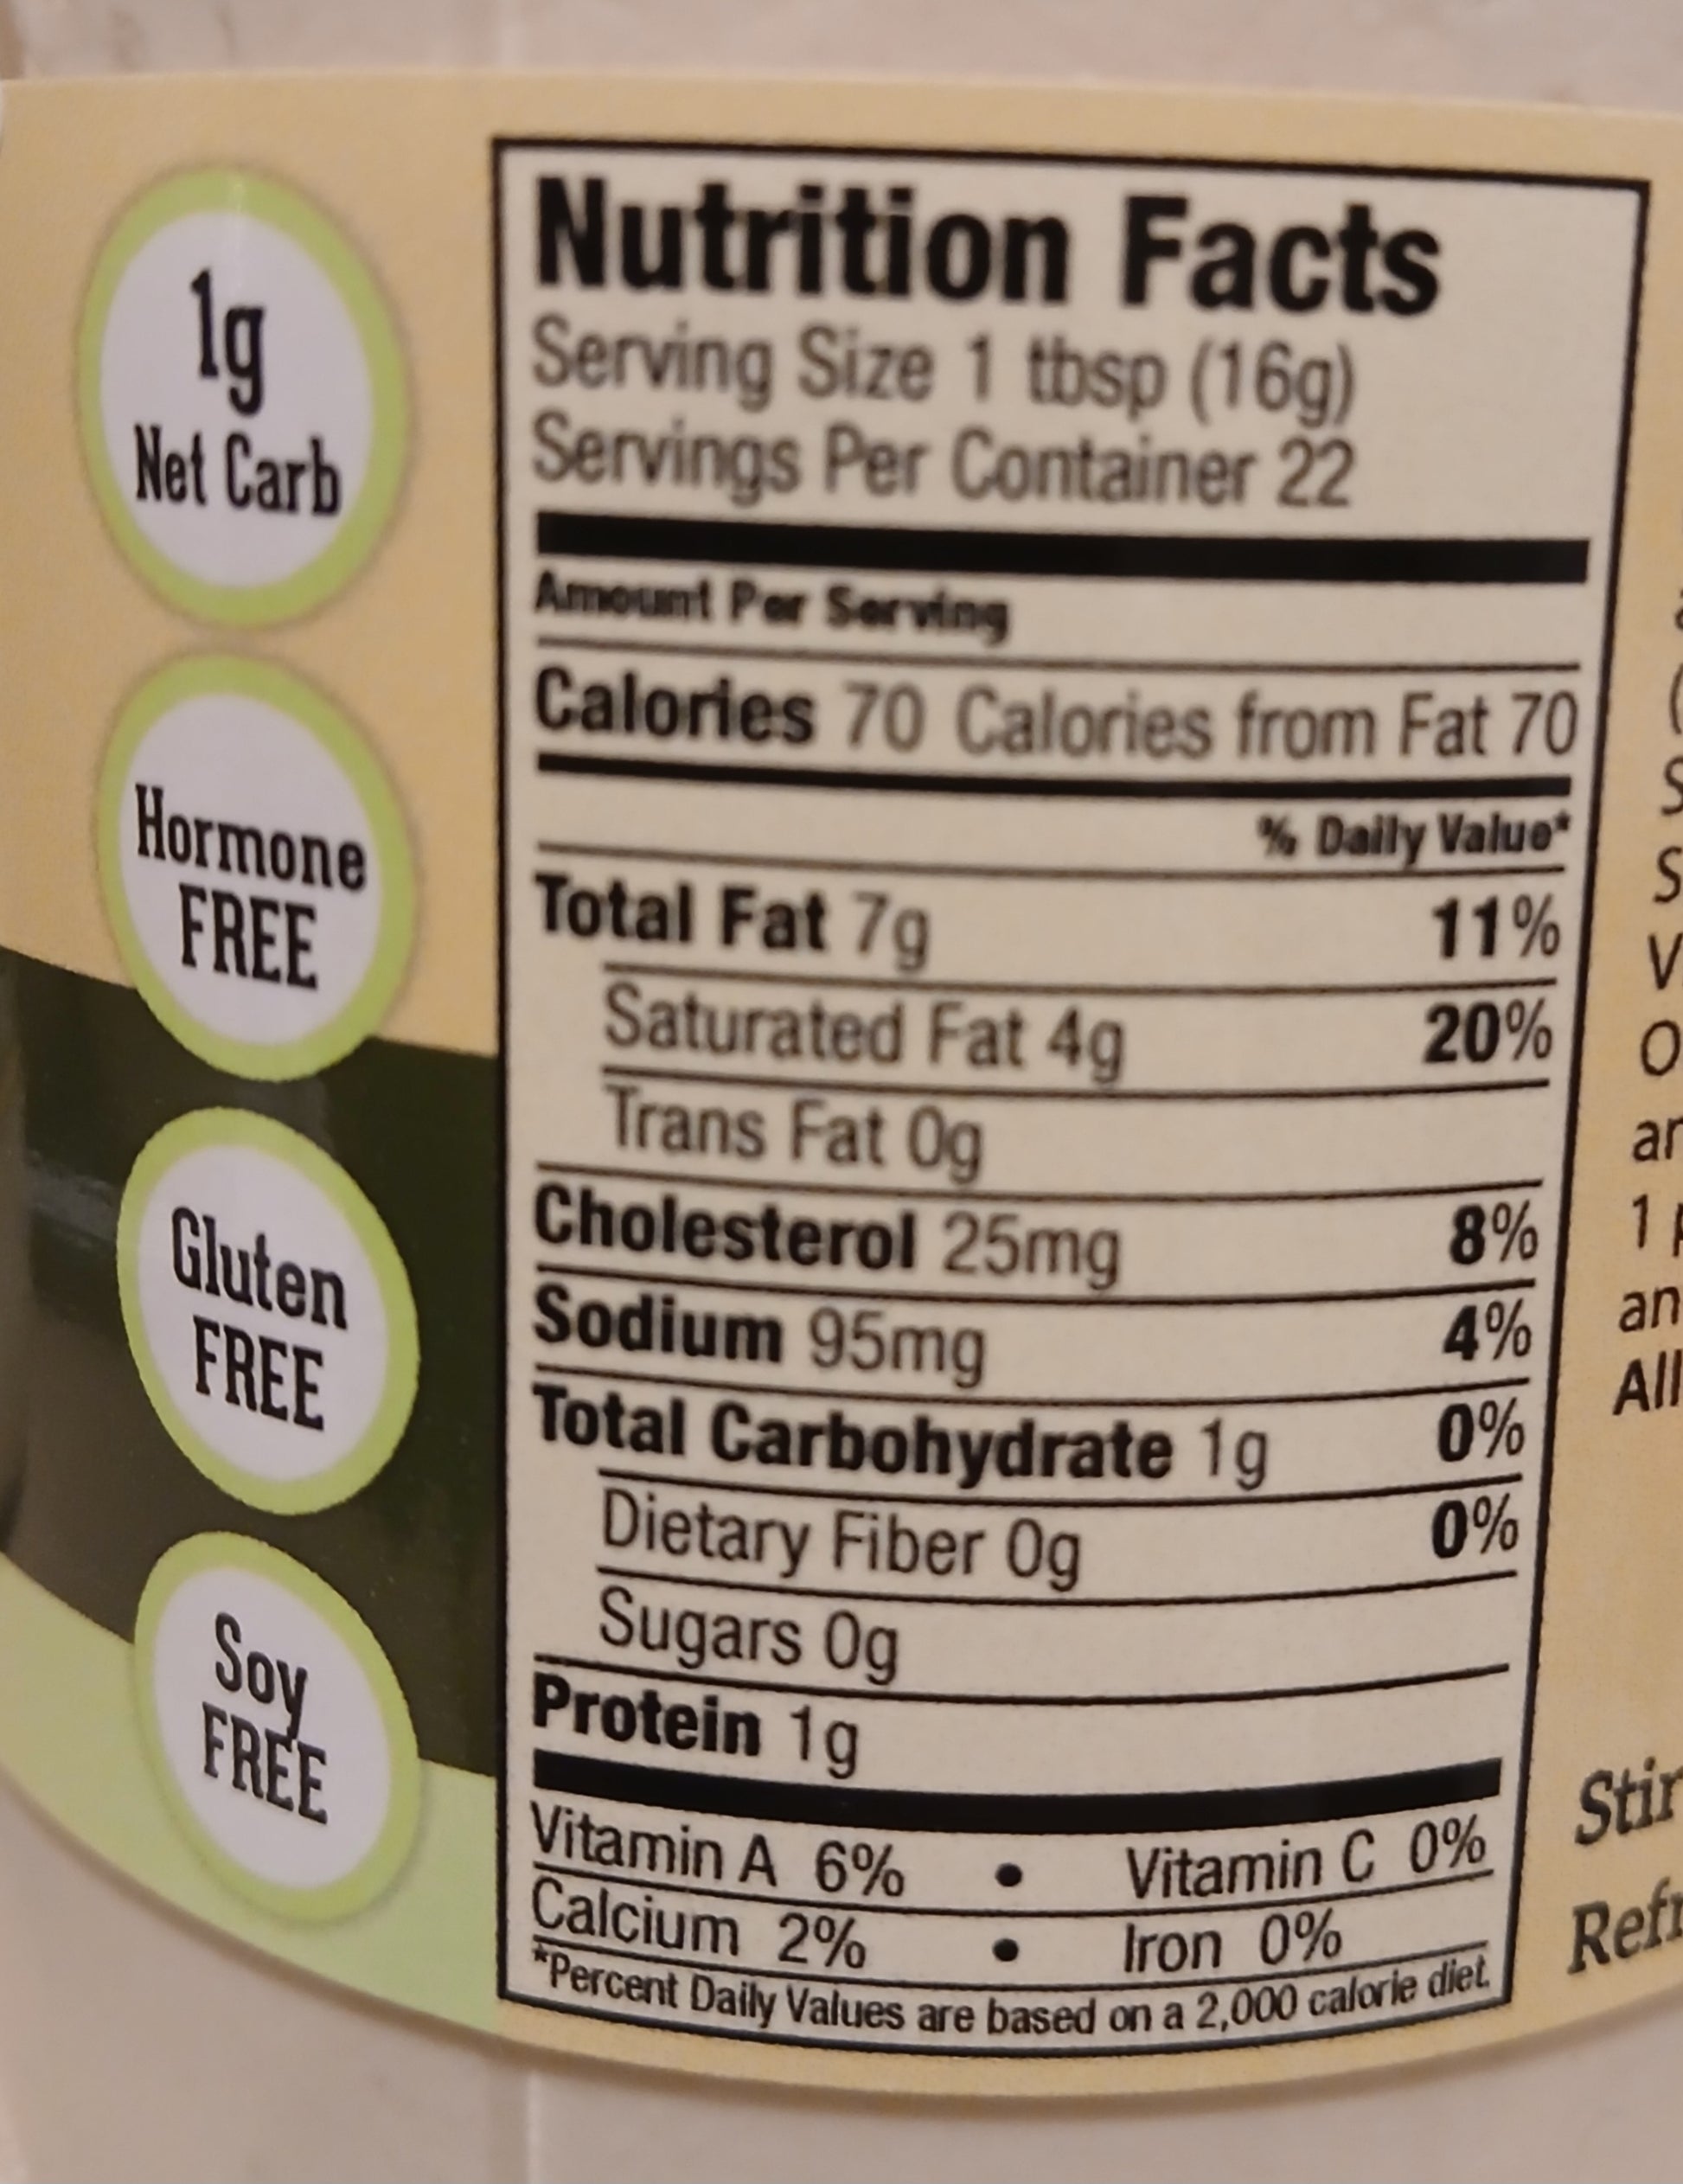 1g
Net Carb
Hormone
FREE
Gluten
FREE
Soy
FREE
Nutrition Facts
Serving Size 1 tbsp (16g)
Servings Per Container 22
Amount Per Serving
Calories 70 Calories from Fat 70
% Daily Value*
Total Fat 7g 11%
Saturated Fat 4g 20%
Trans Fat 0g
Cholesterol 25mg 8%
Sodium 95mg 4%
Total Carbohydrate 1g 0%
Dietary Fiber 0g 0%
Sugars 0g
Protein 1g
Vitamin A 6% • Vitamin C 0%
Calcium 2% • Iron 0%
*Percent Daily Values are based on a 2,000 calorie diet.